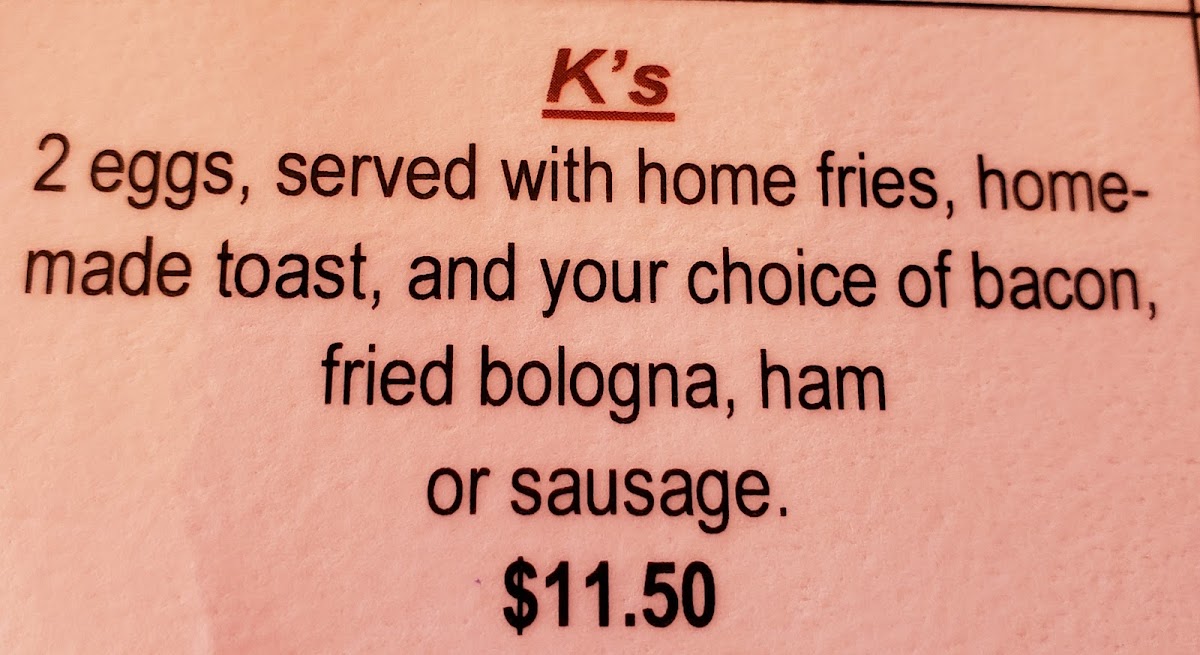 K's
2 eggs, served with home fries, home-
made toast, and your choice of bacon,
fried bologna, ham
or sausage.
$11.50